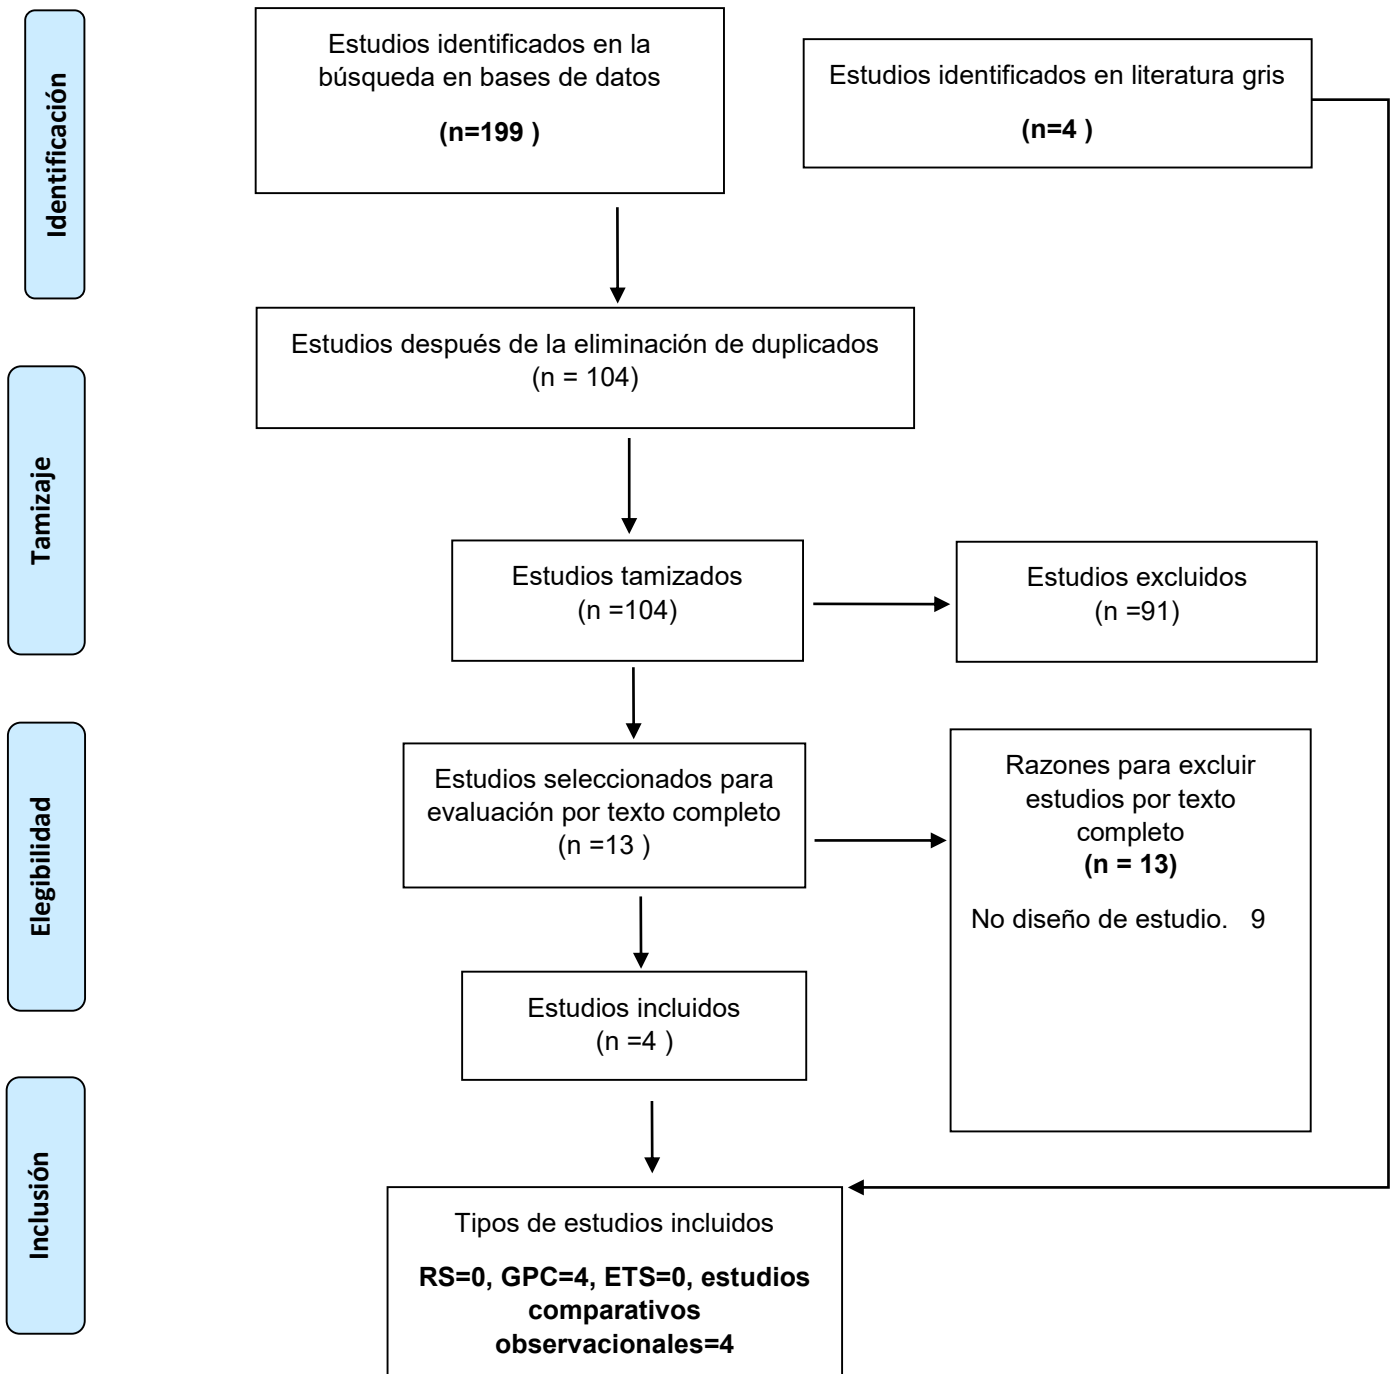 Identificación
Estudios identificados en la
búsqueda en bases de datos
(n=199 )
Estudios identificados en literatura gris
(n=4 )
Estudios después de la eliminación de duplicados
(n = 104)
Tamizaje
Estudios tamizados
(n =104)
Estudios excluidos
(n =91)
Elegibilidad
Estudios seleccionados para
evaluación por texto completo
(n =13 )
Razones para excluir
estudios por texto
completo
(n = 13)
No diseño de estudio.   9
Estudios incluidos
(n =4 )
Inclusión
Tipos de estudios incluidos
RS=0, GPC=4, ETS=0, estudios
comparativos
observacionales=4